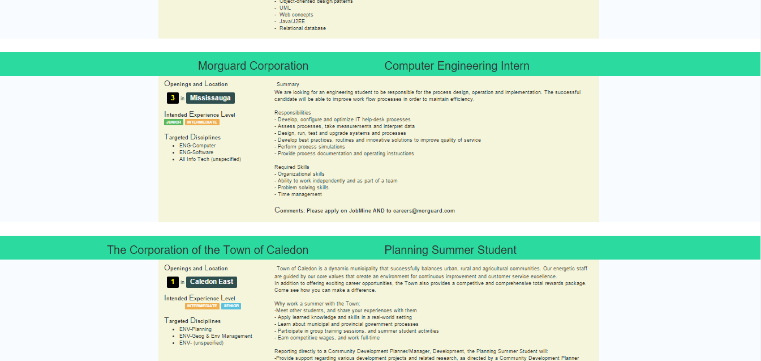 - Object-oriented design patterns
- UML
- Web concepts
- Java/J2EE
- Relational database
Morguard Corporation Computer Engineering Intern
Openings and Location
3 - Mississauga
Intended Experience Level
JUNIOR INTERMEDIATE
Targeted Disciplines
ENG-Computer
ENG-Software
All Info Tech (unspecified)
Summary
We are looking for an engineering student to be responsible for the process design, operation and implementation. The successful
candidate will be able to improve work flow processes in order to maintain efficiency.
Responsibilities
- Develop, configure and optimize IT help-desk processes
- Assess processes, take measurements and interpret data
- Design, run, test and upgrade systems and processes
- Develop best practices, routines and innovative solutions to improve quality of service
- Perform process simulations
- Provide process documentation and operating instructions
Required Skills
- Organizational skills
- Ability to work independently and as part of a team
- Problem solving skills
- Time management
Comments: Please apply on JobMine AND to careers@morguard.com
The Corporation of the Town of Caledon Planning Summer Student
Openings and Location
1 - Caledon East
Intended Experience Level
INTERMEDIATE SENIOR
Targeted Disciplines
ENV-Planning
ENV-Geog & Env Management
ENV- (unspecified)
Town of Caledon is a dynamic municipality that successfully balances urban, rural and agricultural communities. Our energetic staff
are guided by our core values that create an environment for continuous improvement and customer service excellence.
In addition to offering exciting career opportunities, the Town also provides a competitive and comprehensive total rewards package.
Come see how you can make a difference.
Why work a summer with the Town:
-Meet other students, and share your experiences with them
- Apply learned knowledge and skills in a real-world setting
- Learn about municipal and provincial government processes
- Participate in group training sessions, and summer student activities
- Earn competitive wages, and work full-time
Reporting directly to a Community Development Planner/Manager, Development, the Planning Summer Student will:
-Provide support regarding various development projects and related research, as directed by a Community Development Planner